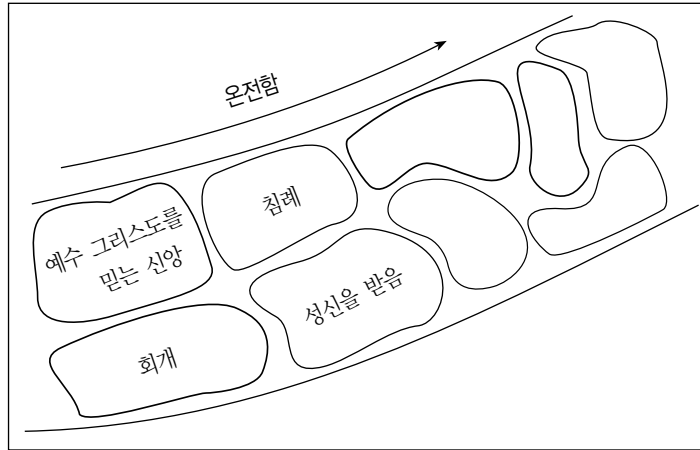 온전함
예수 그리스도를
믿는 신앙
침례
회개
성신을 받음